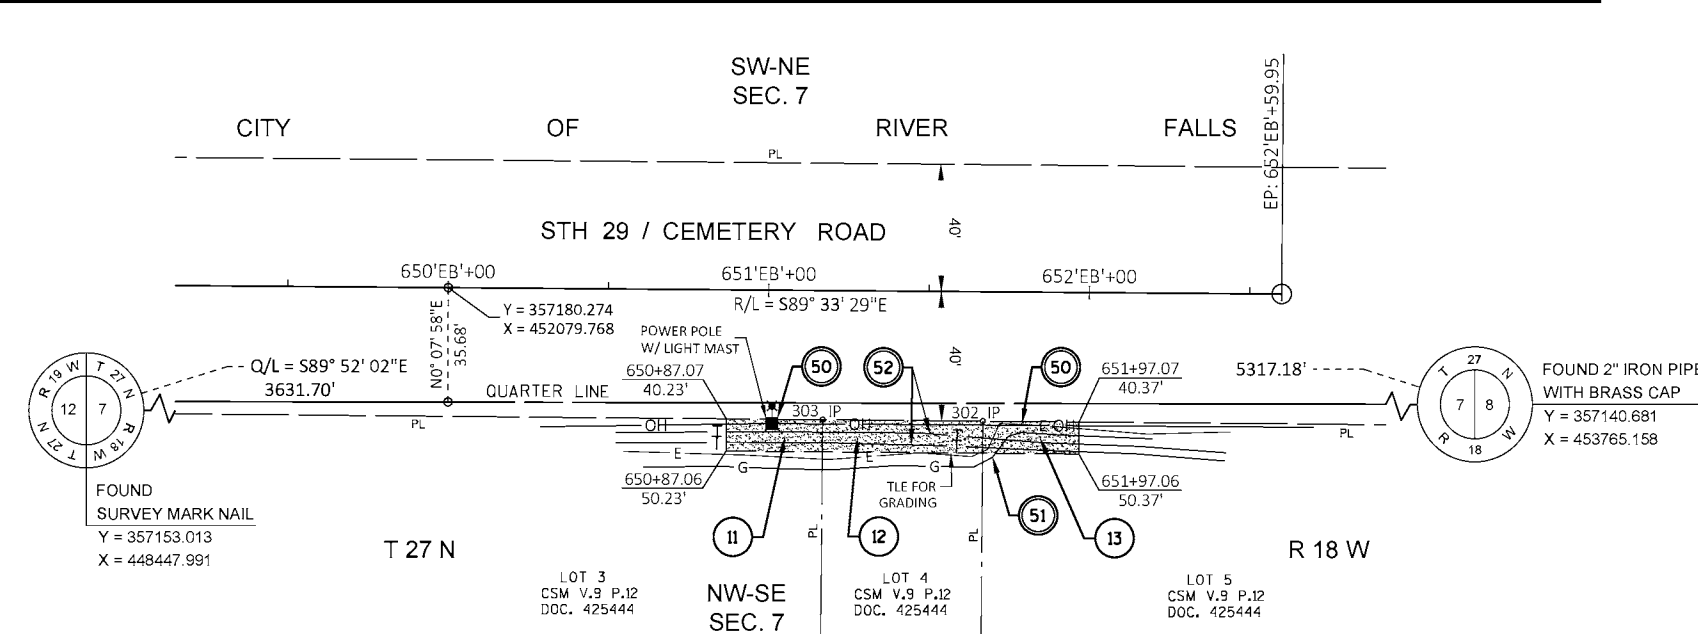 SW-NE
SEC. 7
CITY OF RIVER FALLS
EP: 652'EB'+59.95
PL
STH 29 / CEMETERY ROAD
40'
650'EB'+00
651'EB'+00
652'EB'+00
R/L = S89° 33' 29"E
Y = 357180.274
X = 452079.768
N0° 07' 58"E
35.68'
POWER POLE
W/ LIGHT MAST
50
52
40'
50
Q/L = S89° 52' 02"E
3631.70'
QUARTER LINE
650+87.07
40.23'
651+97.07
40.37'
5317.18'
R 19 W
T 27 N
12
7
T 27 N
R 18 W
27
T
N
7
8
R
W
18
FOUND 2" IRON PIPE
WITH BRASS CAP
Y = 357140.681
X = 453765.158
303 IP
302 IP
PL
OH
OH
E
OH
PL
T
T
E
E
G
G
650+87.06
50.23'
TLE FOR
GRADING
651+97.06
50.37'
FOUND
SURVEY MARK NAIL
Y = 357153.013
X = 448447.991
51
11
12
13
PL
PL
T 27 N
R 18 W
LOT 3
CSM V.9 P.12
DOC. 425444
NW-SE
SEC. 7
LOT 4
CSM V.9 P.12
DOC. 425444
LOT 5
CSM V.9 P.12
DOC. 425444